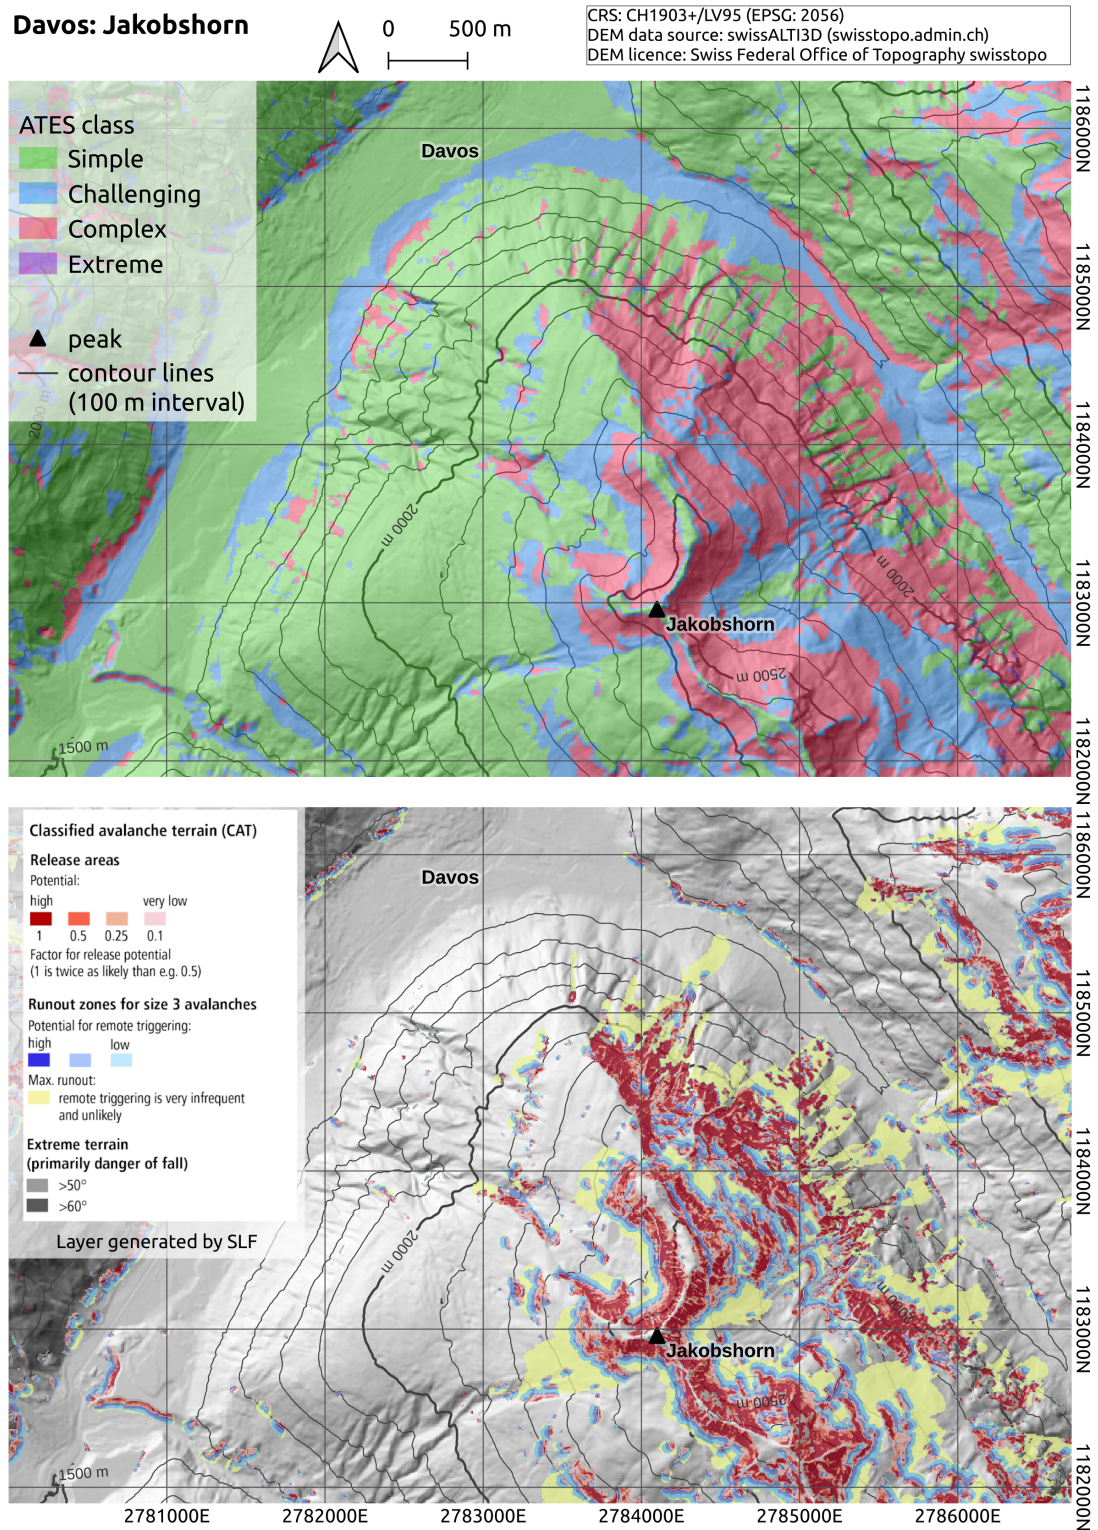 Davos: Jakobshorn
0 500 m
CRS: CH1903+/LV95 (EPSG: 2056)
DEM data source: swissALTI3D (swisstopo.admin.ch)
DEM licence: Swiss Federal Office of Topography swisstopo
ATES class
Simple
Challenging
Complex
Extreme
peak
contour lines
(100 m interval)
Davos
2000 m
2000 m
2000 m
Jakobshorn
2500 m
1500 m
1186000N
1185000N
1184000N
1183000N
1182000N
Classified avalanche terrain (CAT)
Release areas
Potential:
high very low
1 0.5 0.25 0.1
Factor for release potential
(1 is twice as likely than e.g. 0.5)
Runout zones for size 3 avalanches
Potential for remote triggering:
high low
Max. runout:
remote triggering is very infrequent
and unlikely
Extreme terrain
(primarily danger of fall)
>50°
>60°
Layer generated by SLF
Davos
2000 m
2000 m
Jakobshorn
2500 m
1500 m
1186000N
1185000N
1184000N
1183000N
1182000N
2781000E 2782000E 2783000E 2784000E 2785000E 2786000E